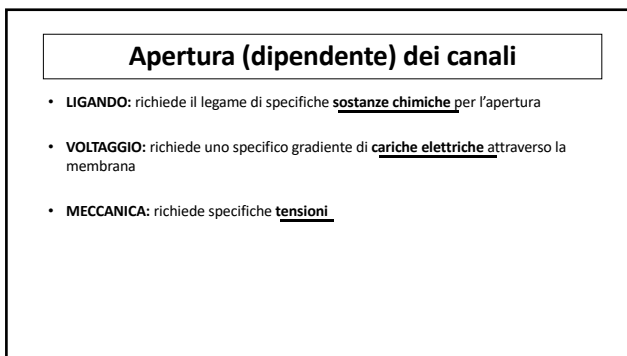 Apertura (dipendente) dei canali
• LIGANDO: richiede il legame di specifiche sostanze chimiche per l'apertura
• VOLTAGGIO: richiede uno specifico gradiente di cariche elettriche attraverso la
membrana
• MECCANICA: richiede specifiche tensioni